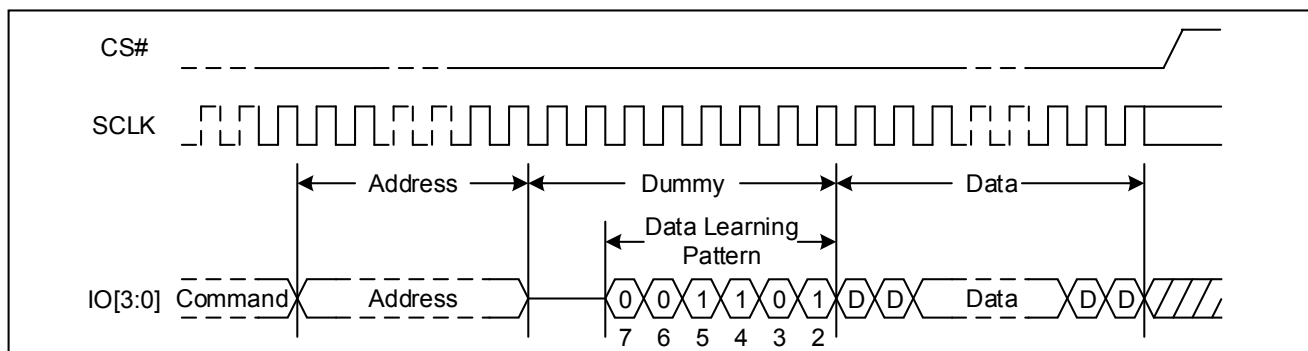 CS#
SCLK
Address Dummy Data
Data Learning
Pattern
IO[3:0] Command Address 0 0 1 1 0 1 D D Data D D
7 6 5 4 3 2